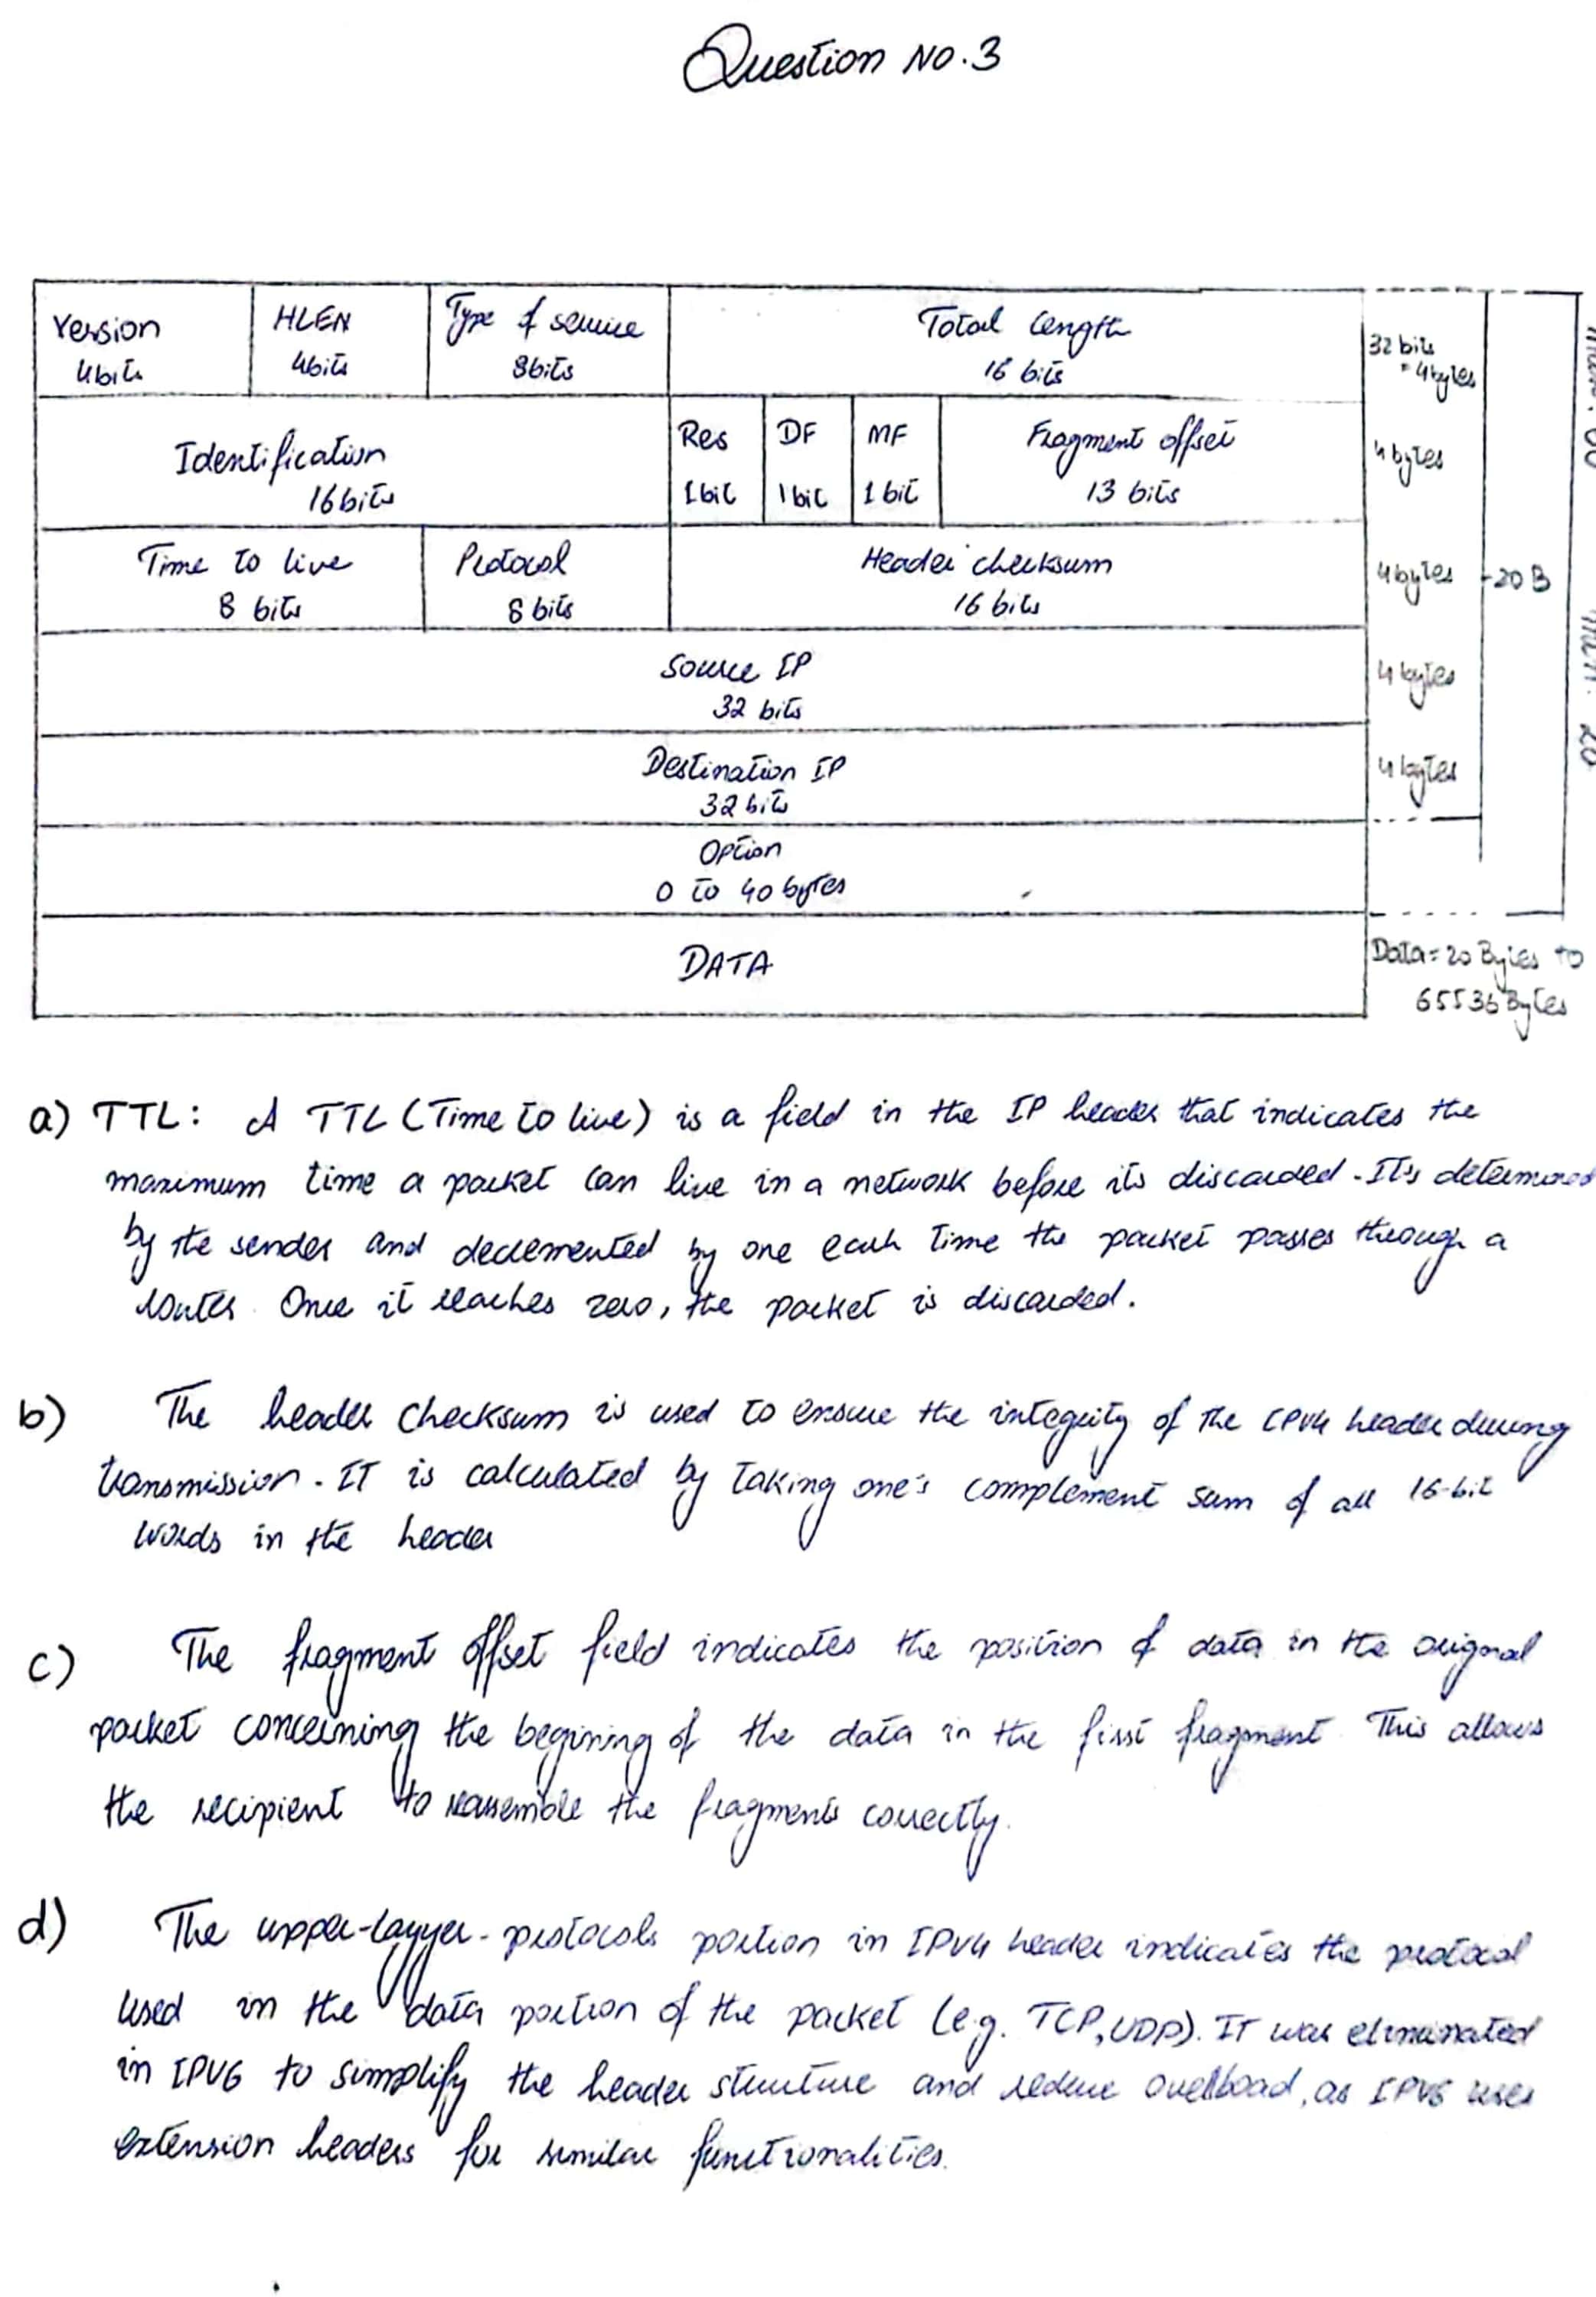 Question No.3
Version HLEN Type of service Total length 32 bits
4bits 4bits 8bits 16 bits = 4bytes
Identification Res DF MF Fragment offset 4 bytes
16bits 1bit 1bit 1 bit 13 bits
Time to live Protocol Header checksum 4bytes 20 B
8 bits 8 bits 16 bits
Source IP 4 bytes
32 bits
Destination IP 4 bytes
32 bits
Option
0 to 40 bytes
DATA Data = 20 Bytes to
65536 Bytes
a) TTL: A TTL (Time to live) is a field in the IP header that indicates the
maximum time a packet can live in a network before its discarded. It's determined
by the sender and decremented by one each time the packet passes through a
router. Once it reaches zero, the packet is discarded.
b) The header checksum is used to ensure the integrity of the IPV4 header during
transmission. It is calculated by taking one's complement sum of all 16-bit
words in the header
c) The fragment offset field indicates the position of data in the original
packet concerning the begining of the data in the first fragment. This allows
the recipient to reassemble the fragments correctly.
d) The upper-layyer-protocols portion in IPV4 header indicates the protocol
used in the data portion of the packet (e.g. TCP, UDP). IT was eliminated
in IPV6 to simplify the header structure and reduce overload, as IPV6 uses
extension headers for similar functionalities.